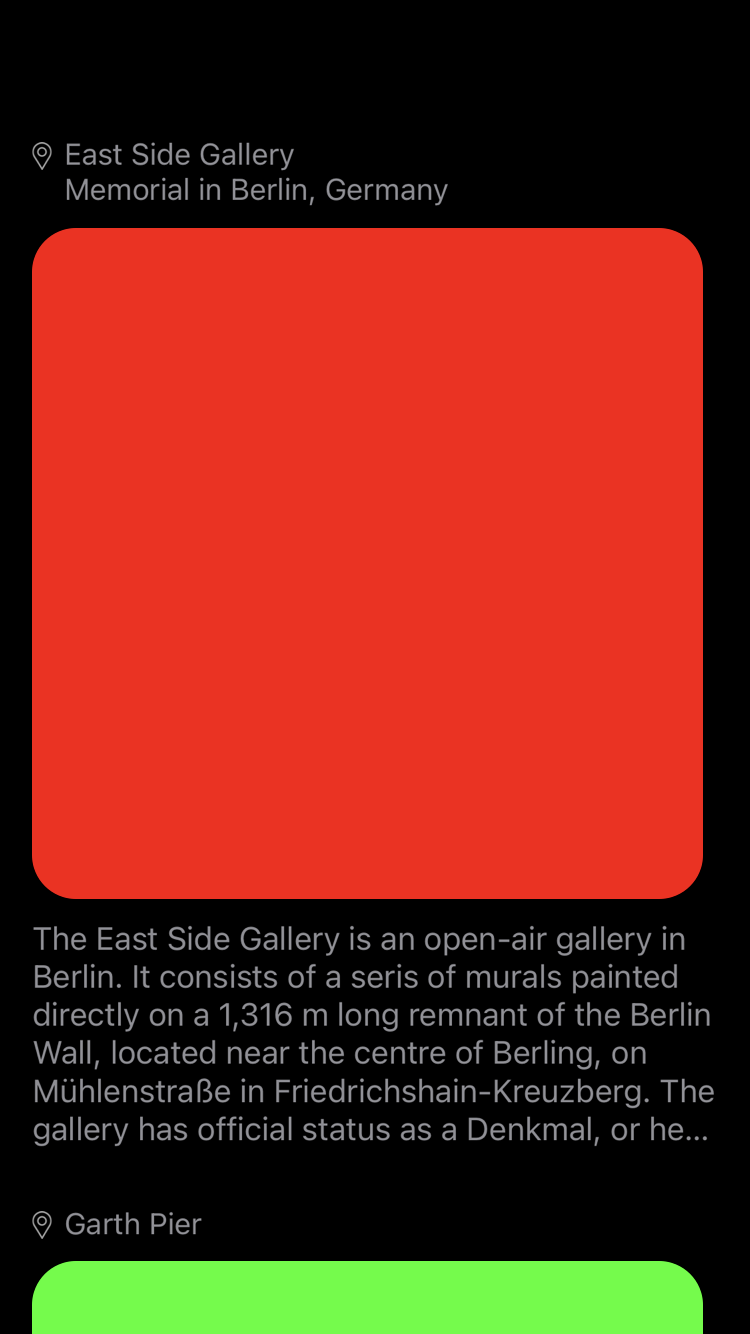 East Side Gallery
Memorial in Berlin, Germany
The East Side Gallery is an open-air gallery in
Berlin. It consists of a seris of murals painted
directly on a 1,316 m long remnant of the Berlin
Wall, located near the centre of Berling, on
Mühlenstraße in Friedrichshain-Kreuzberg. The
gallery has official status as a Denkmal, or he...
Garth Pier